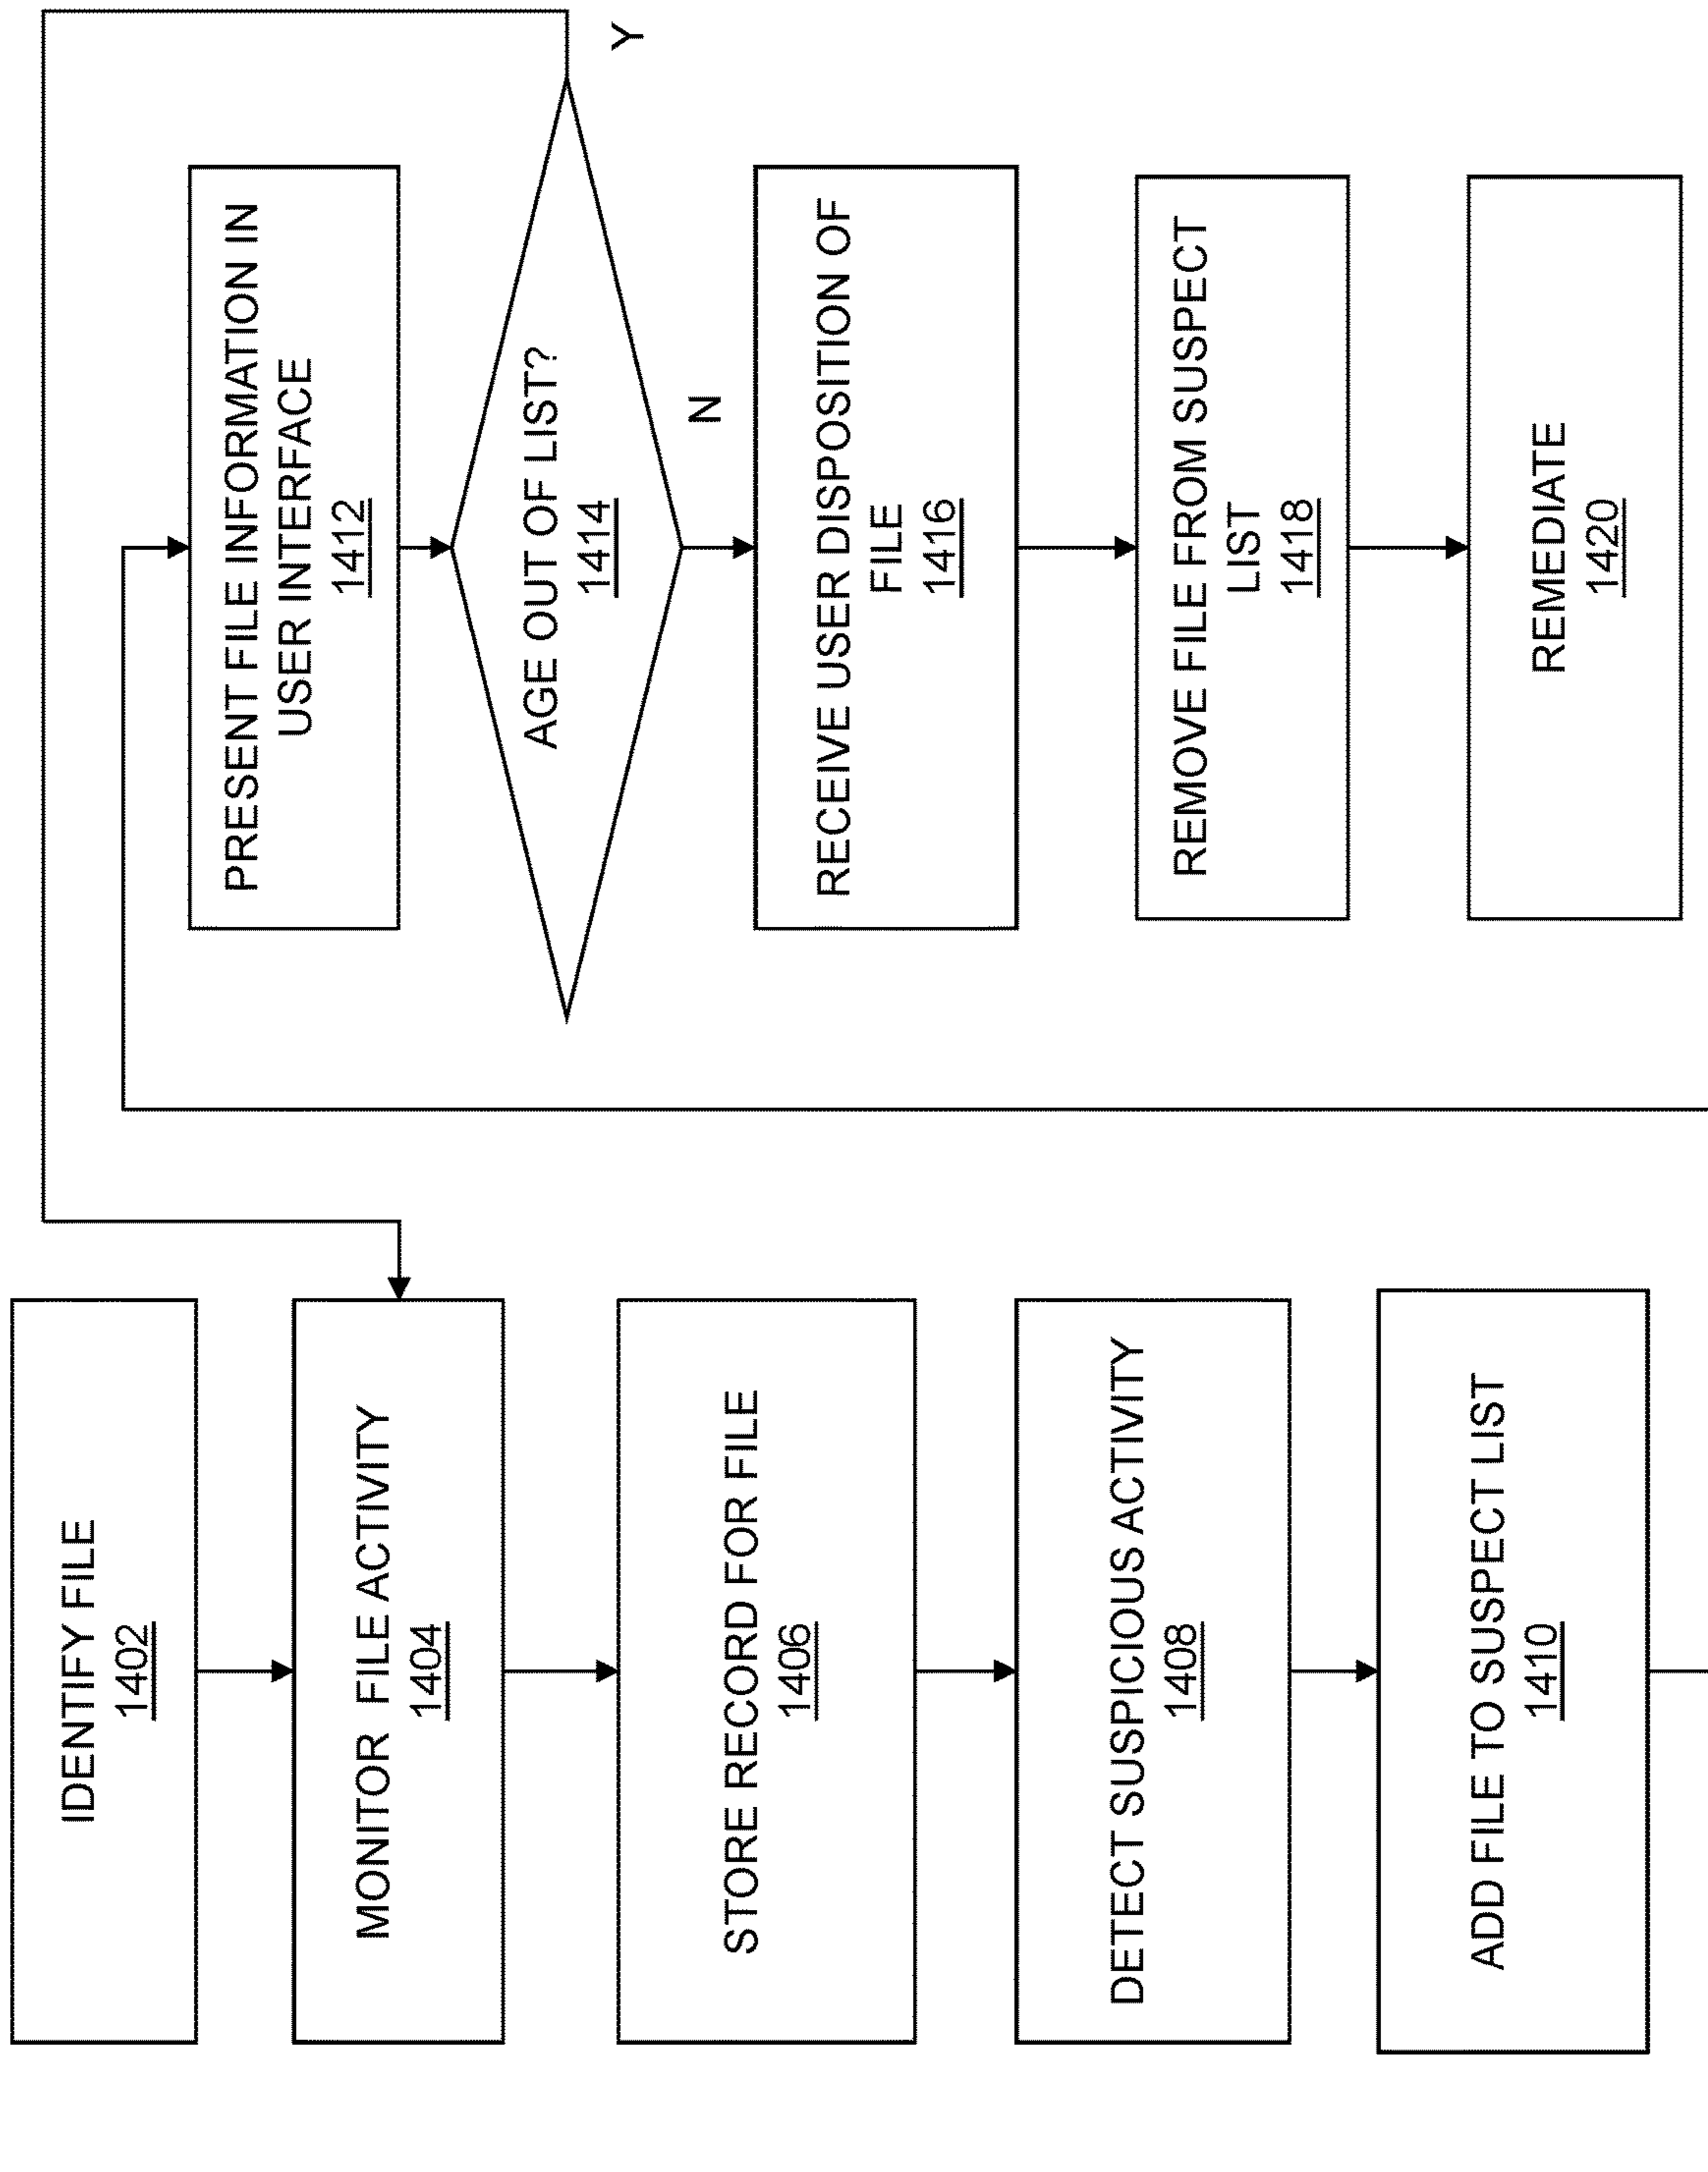 IDENTIFY FILE
1402
MONITOR FILE ACTIVITY
1404
STORE RECORD FOR FILE
1406
DETECT SUSPICIOUS ACTIVITY
1408
ADD FILE TO SUSPECT LIST
1410
PRESENT FILE INFORMATION IN
USER INTERFACE
1412
AGE OUT OF LIST?
1414
Y
N
RECEIVE USER DISPOSITION OF
FILE
1416
REMOVE FILE FROM SUSPECT
LIST
1418
REMEDIATE
1420